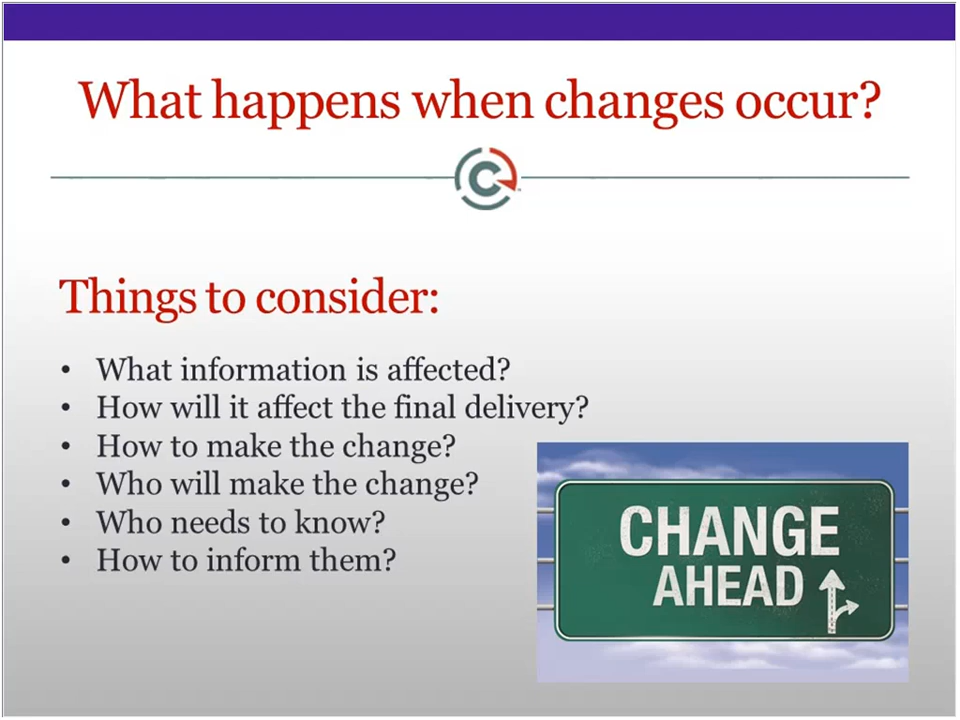 What happens when changes occur?
C
Things to consider:
• What information is affected?
• How will it affect the final delivery?
• How to make the change?
• Who will make the change?
• Who needs to know?
• How to inform them?
CHANGE
AHEAD